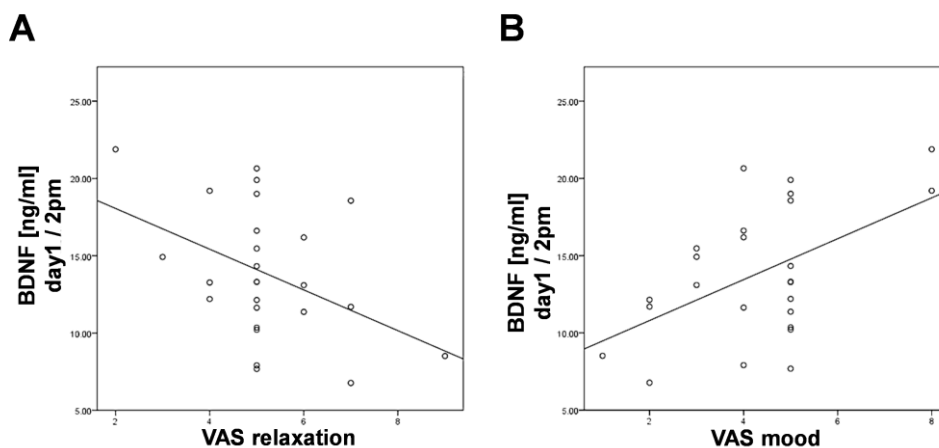 A
B
25.00
20.00
15.00
10.00
5.00
BDNF [ng/ml]
day1 / 2pm
2
4
6
8
VAS relaxation
25.00
20.00
15.00
10.00
5.00
BDNF [ng/ml]
day1 / 2pm
2
4
6
8
VAS mood